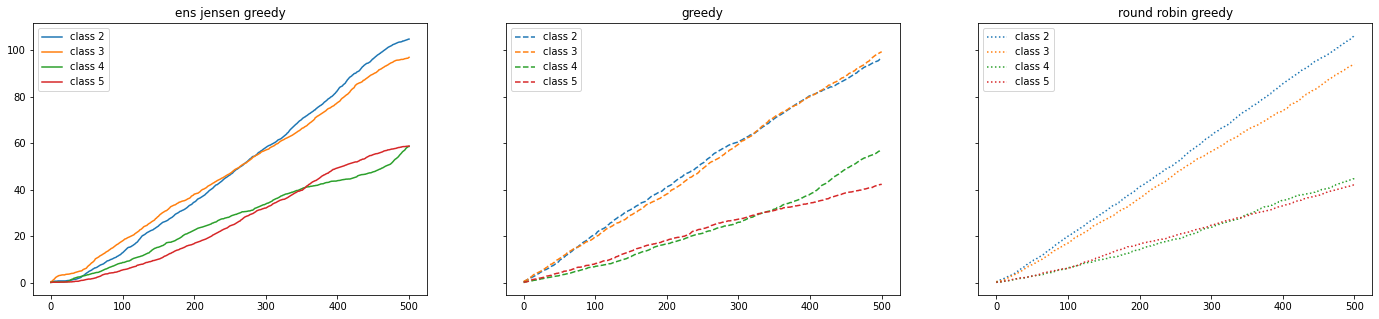 ens jensen greedy
class 2
class 3
class 4
class 5
100
80
60
40
20
0
0 100 200 300 400 500
greedy
class 2
class 3
class 4
class 5
0 100 200 300 400 500
round robin greedy
class 2
class 3
class 4
class 5
0 100 200 300 400 500